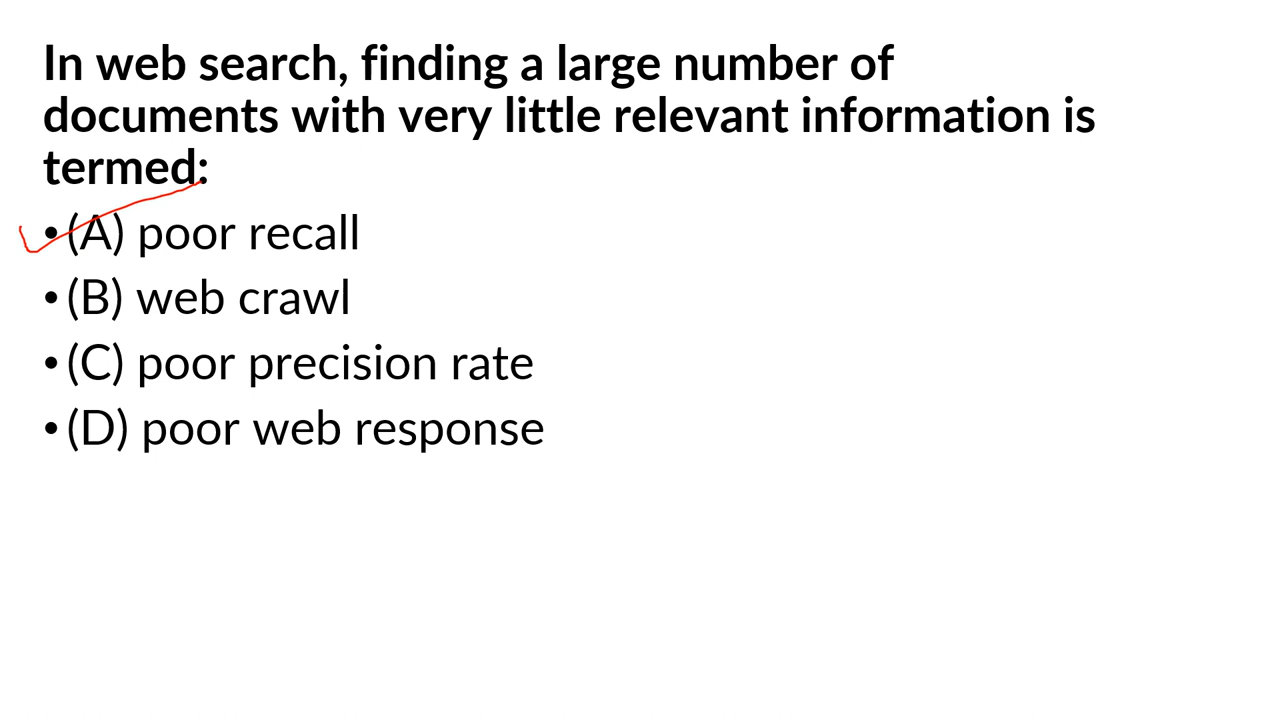 In web search, finding a large number of
documents with very little relevant information is
termed:
•(A) poor recall
•(B) web crawl
•(C) poor precision rate
•(D) poor web response